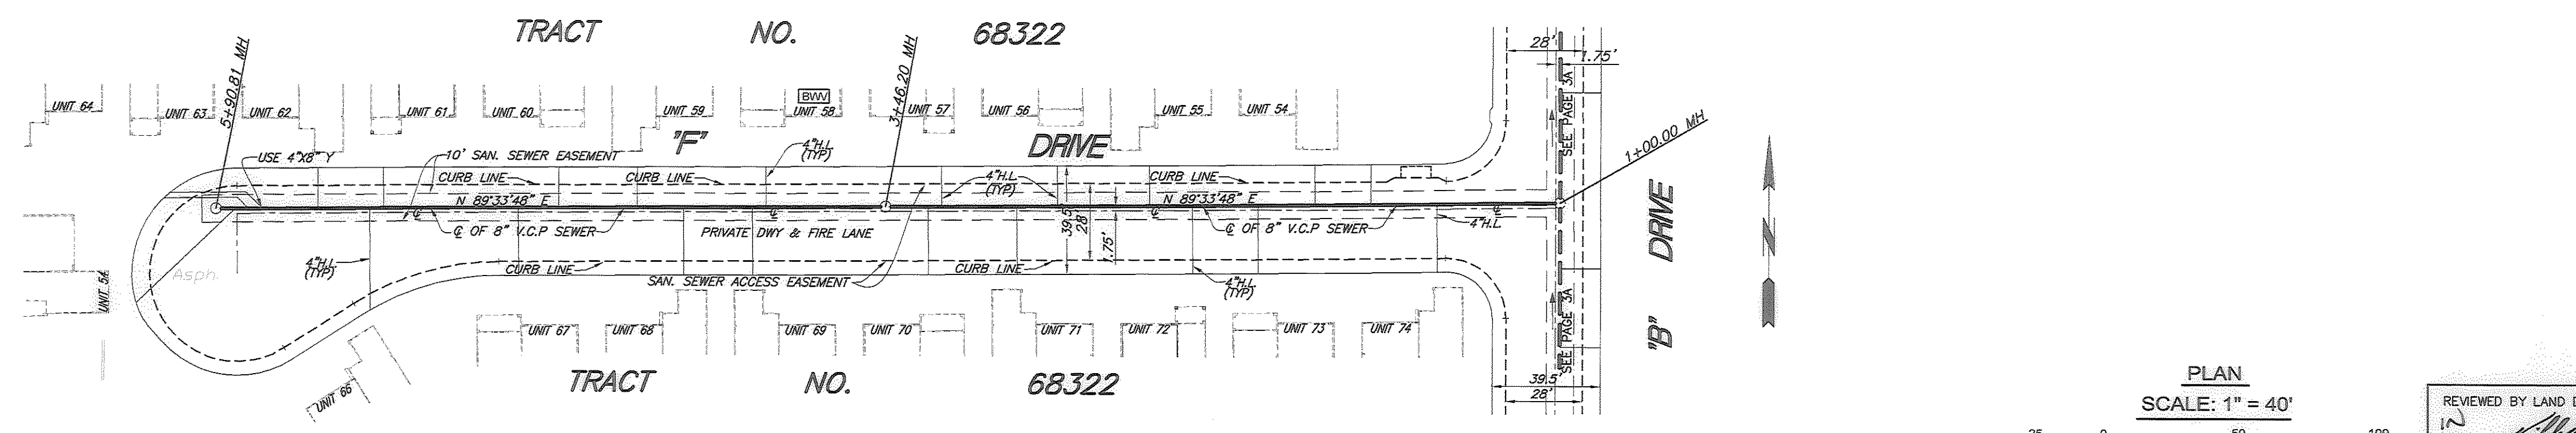 TRACT NO. 68322
28'
1.75'
5+90.81 MH
3+46.20 MH
1+00.00 MH
SEE PAGE 3A
UNIT 64
UNIT 63
UNIT 62
UNIT 61
UNIT 60
UNIT 59
BWV
UNIT 58
UNIT 57
UNIT 56
UNIT 55
UNIT 54
USE 4"X8" Y
10' SAN. SEWER EASEMENT
"F" DRIVE
4"H.L.
(TYP)
CURB LINE
CURB LINE
4"H.L.
(TYP)
CURB LINE
N 89°33'48" E
N 89°33'48" E
℄ OF 8" V.C.P SEWER
PRIVATE DWY & FIRE LANE
39.5'
28'
1.75'
℄ OF 8" V.C.P SEWER
4"H.L.
"B" DRIVE
N
Asph.
4"H.L.
(TYP)
CURB LINE
SAN. SEWER ACCESS EASEMENT
CURB LINE
4"H.L.
(TYP)
UNIT 67
UNIT 68
UNIT 69
UNIT 70
UNIT 71
UNIT 72
UNIT 73
UNIT 74
SEE PAGE 3A
UNIT 66
TRACT NO. 68322
39.5'
28'
PLAN
SCALE: 1" = 40'
REVIEWED BY LAND D